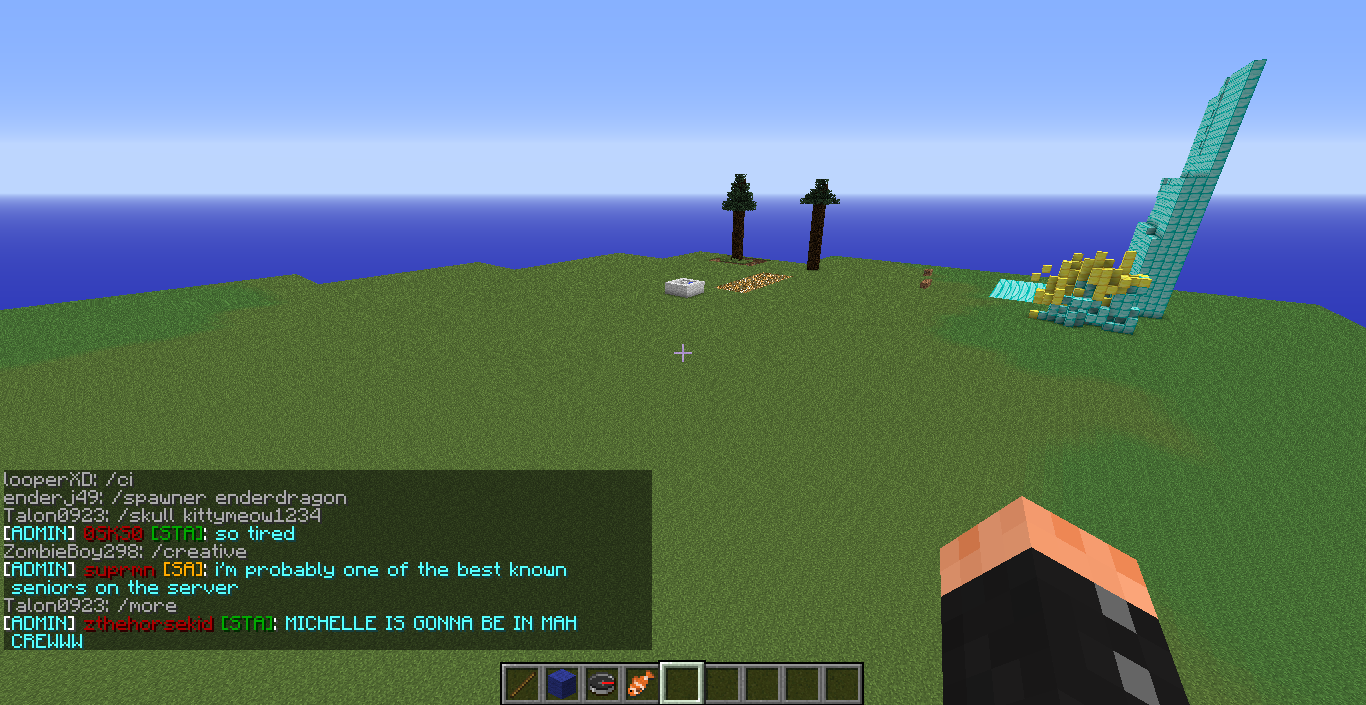 looperXD: /ci
enderj49: /spawner enderdragon
Talon0923: /skull kittymeow1234
[ADMIN] 0SKS0 [STA]: so tired
ZombieBoy298: /creative
[ADMIN] suprmn [SA]: i'm probably one of the best known
seniors on the server
Talon0923: /more
[ADMIN] zthehorsekid [STA]: MICHELLE IS GONNA BE IN MAH
CREWWW